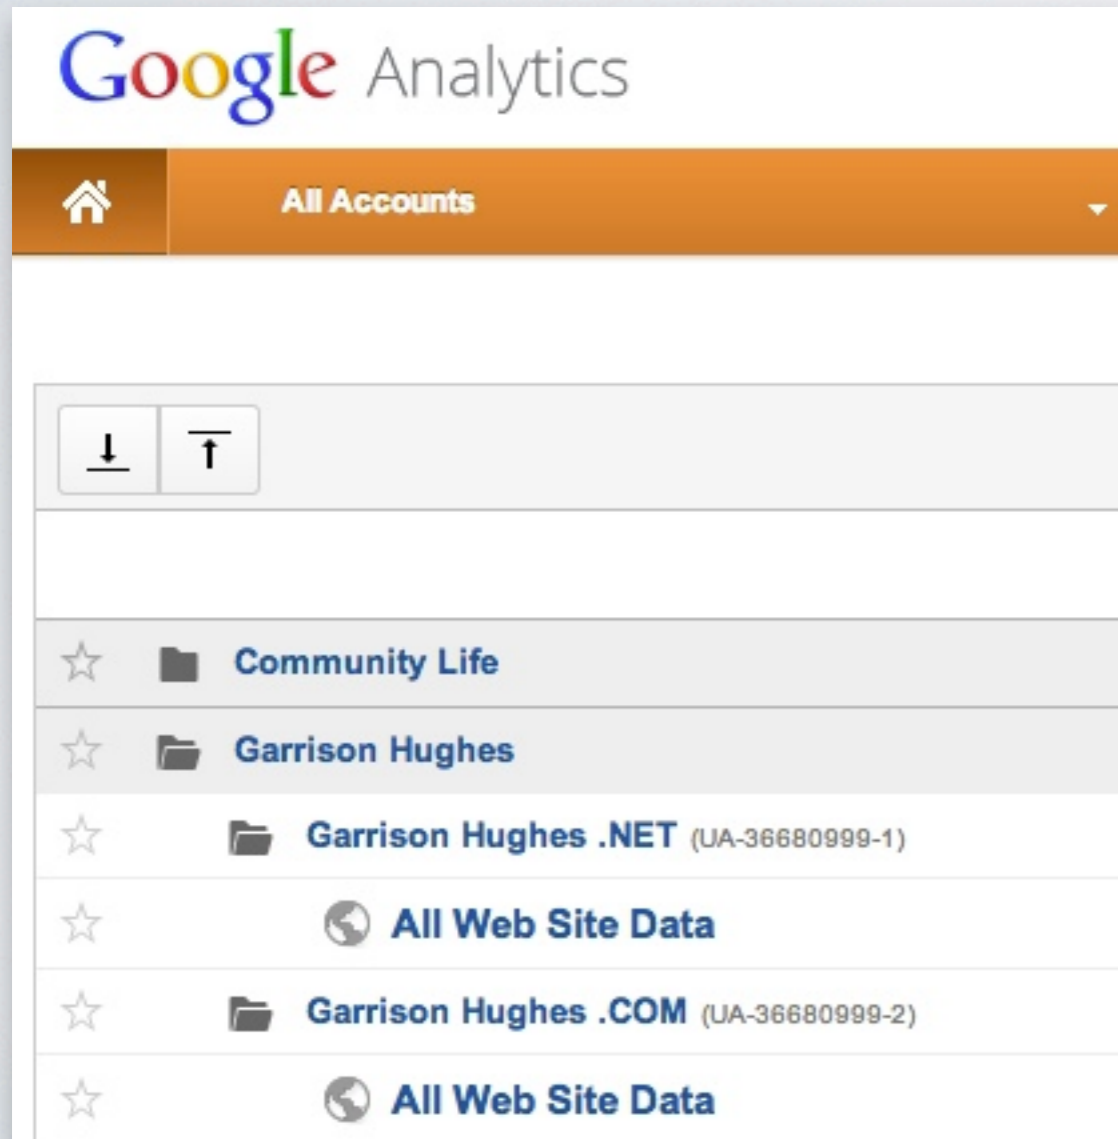 Google Analytics
All Accounts
Community Life
Garrison Hughes
Garrison Hughes .NET (UA-36680999-1)
All Web Site Data
Garrison Hughes .COM (UA-36680999-2)
All Web Site Data